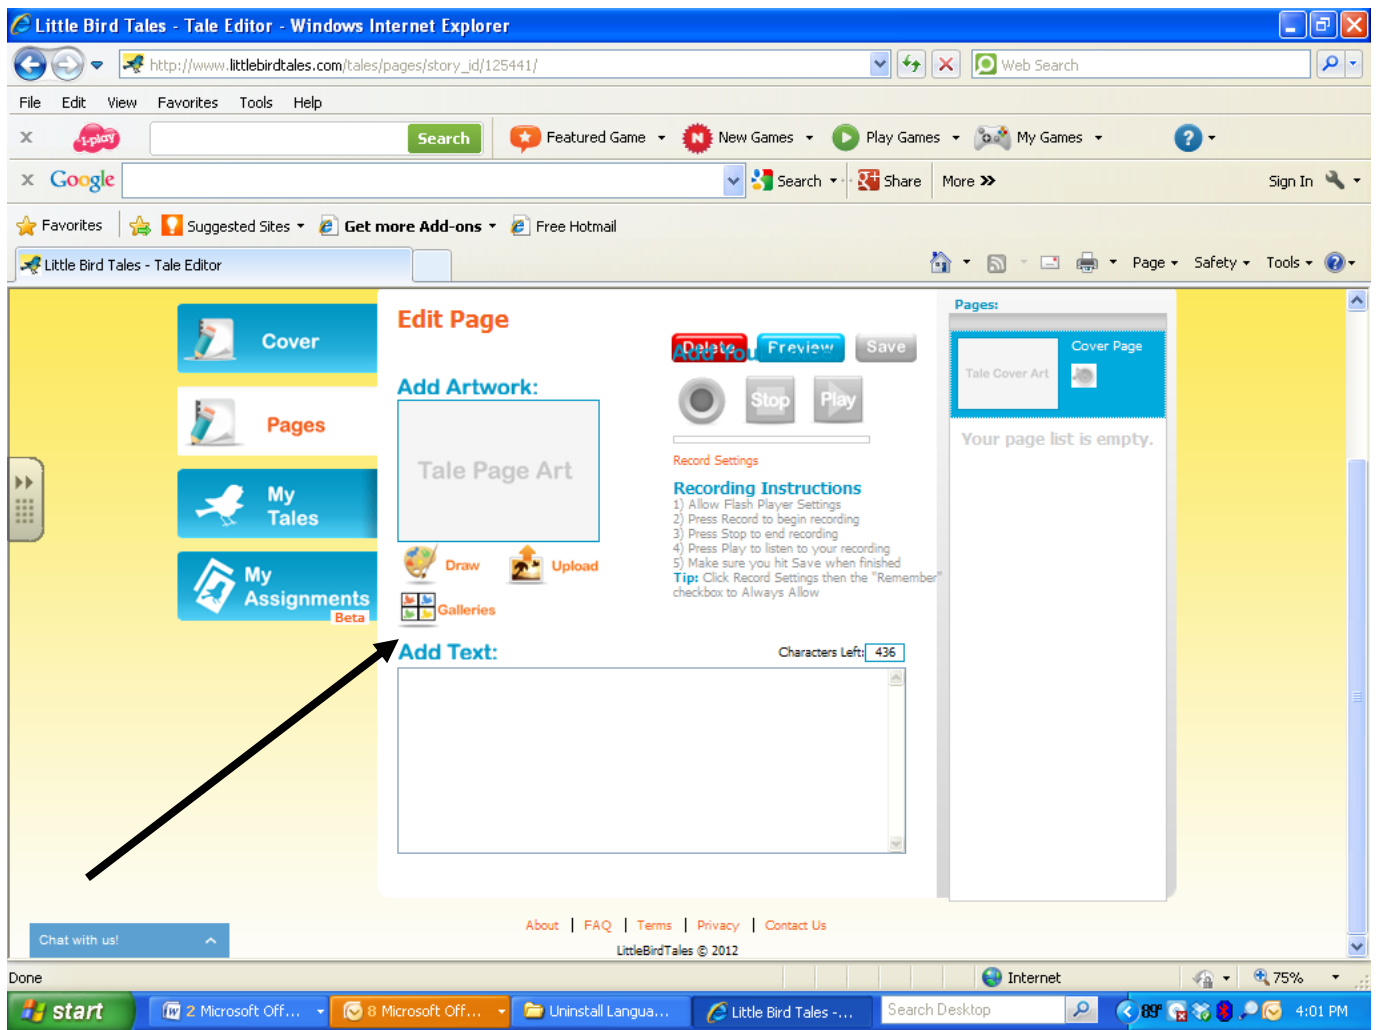 Little Bird Tales - Tale Editor - Windows Internet Explorer
http://www.littlebirdtales.com/tales/pages/story_id/125441/
Web Search
File Edit View Favorites Tools Help
x i-play Search Featured Game New Games Play Games My Games ?
x Google Search Share More Sign In
Favorites Suggested Sites Get more Add-ons Free Hotmail
Little Bird Tales - Tale Editor
Page Safety Tools
Cover
Pages
My
Tales
My
Assignments
Beta
Edit Page
Delete Preview Save
Add Artwork:
Tale Page Art
Draw Upload
Galleries
Stop Play
Record Settings
Recording Instructions
1) Allow Flash Player Settings
2) Press Record to begin recording
3) Press Stop to end recording
4) Press Play to listen to your recording
5) Make sure you hit Save when finished
Tip: Click Record Settings then the "Remember"
checkbox to Always Allow
Add Text:
Characters Left: 436
Pages:
Tale Cover Art
Cover Page
Your page list is empty.
About | FAQ | Terms | Privacy | Contact Us
LittleBirdTales © 2012
Chat with us!
Done Internet 75%
start 2 Microsoft Off... 8 Microsoft Off... Uninstall Langua... Little Bird Tales -... Search Desktop 89° 4:01 PM